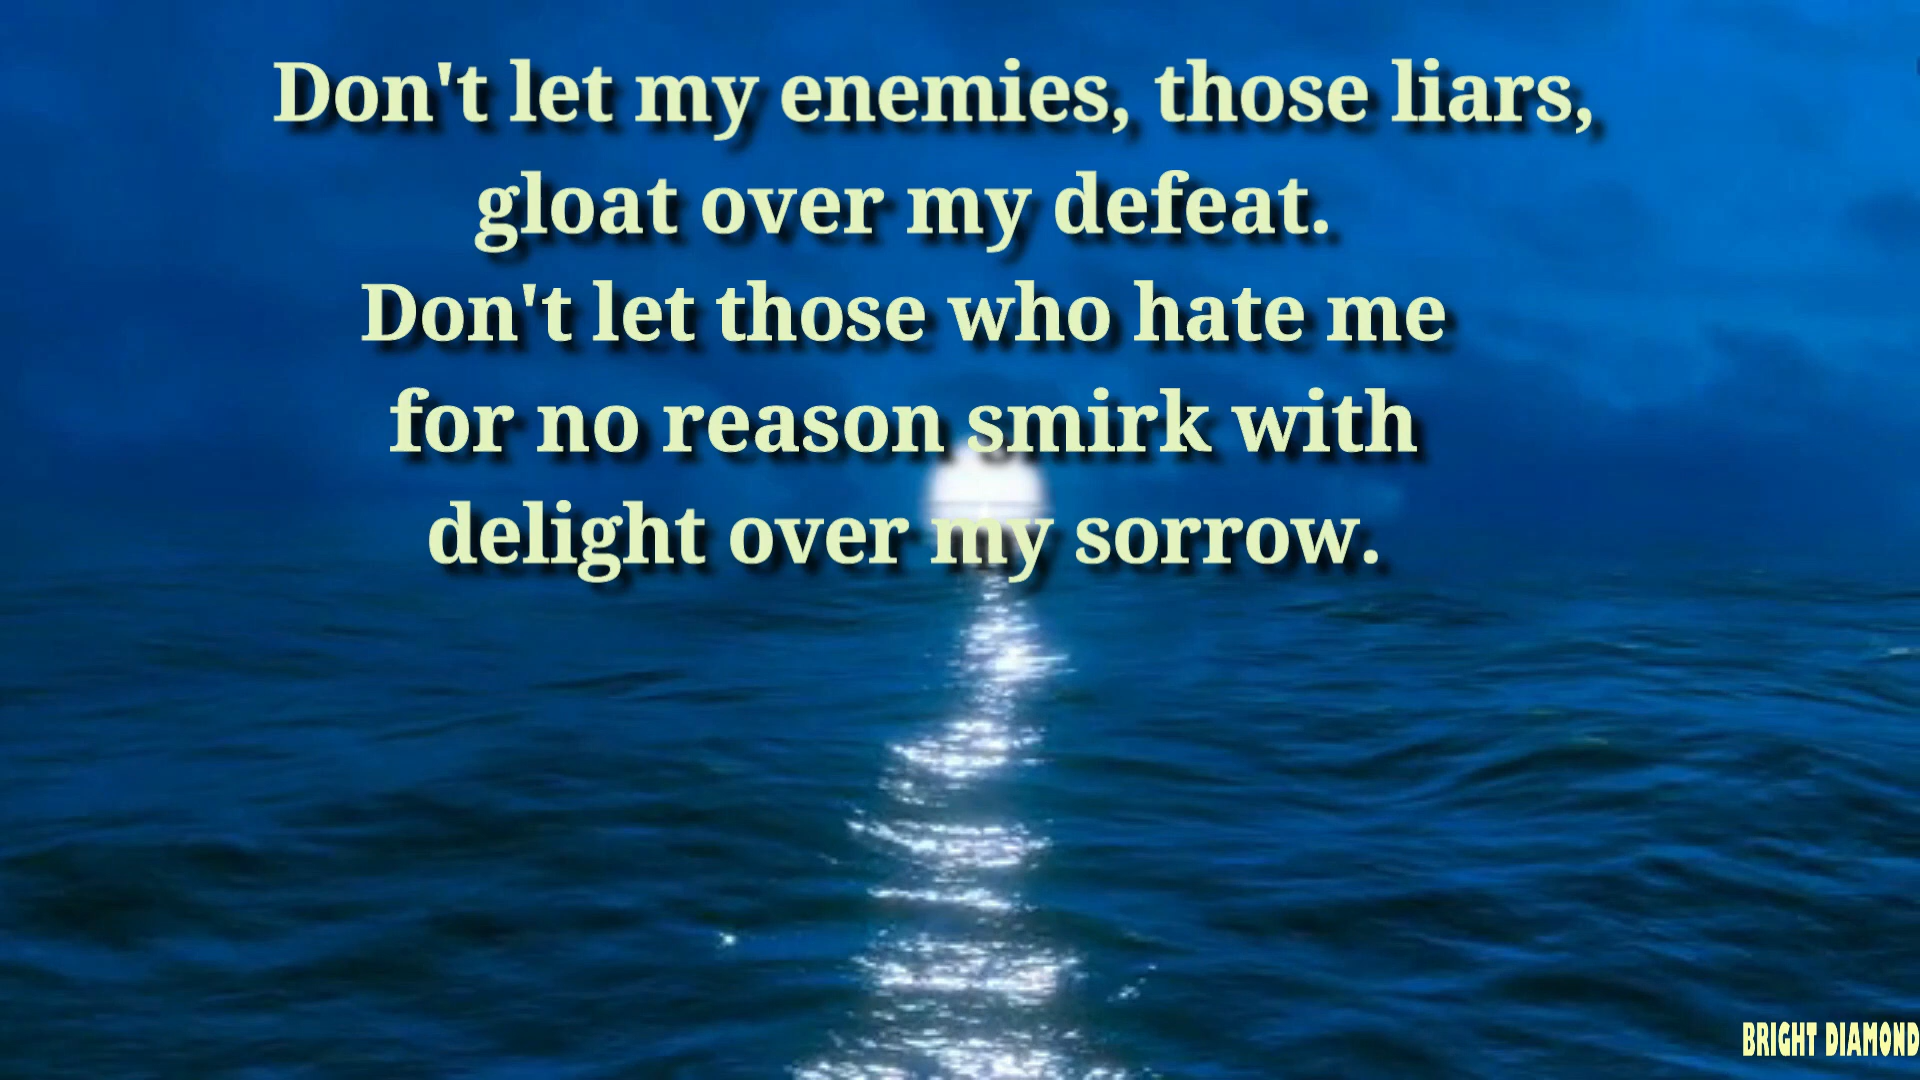 Don't let my enemies, those liars,
gloat over my defeat.
Don't let those who hate me
for no reason smirk with
delight over my sorrow.
BRIGHT DIAMOND